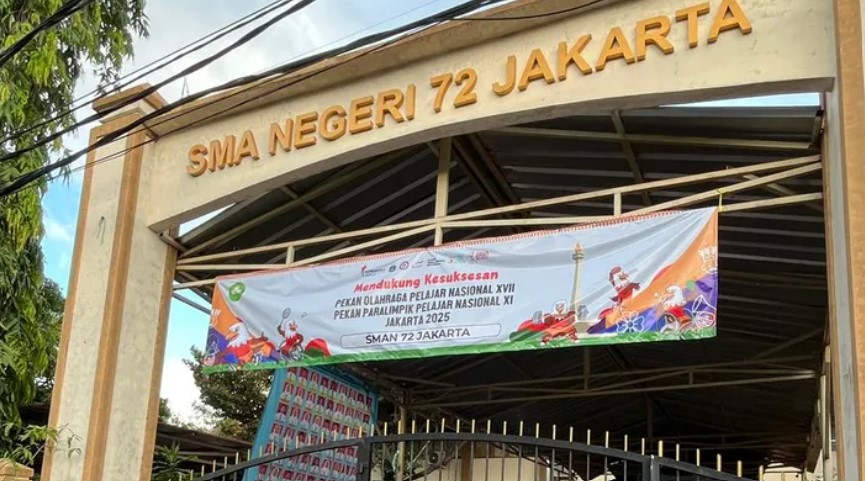 SMA NEGERI 72 JAKARTA
Mendukung Kesuksesan
PEKAN OLAHRAGA PELAJAR NASIONAL XVII
PEKAN PARALIMPIK PELAJAR NASIONAL XI
JAKARTA 2025
SMAN 72 JAKARTA